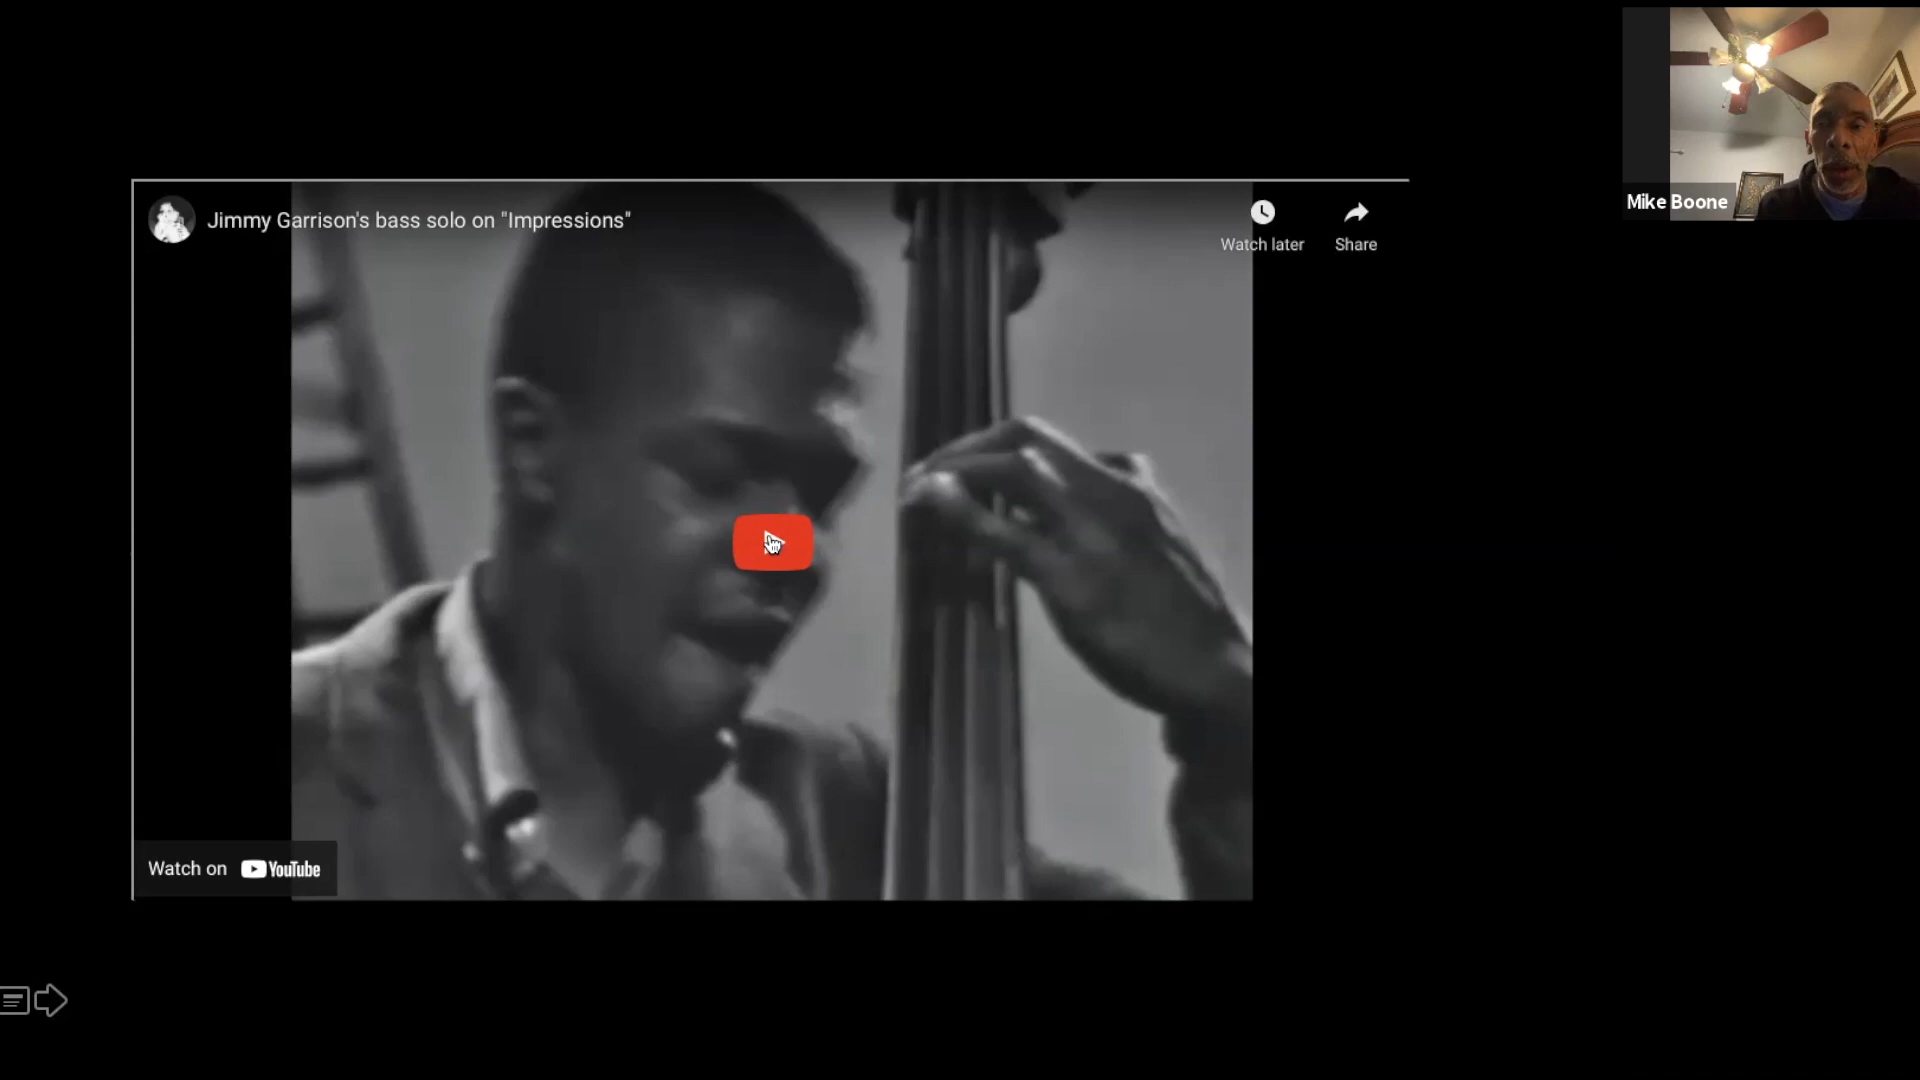 Jimmy Garrison's bass solo on "Impressions"
Watch later
Share
Mike Boone
Watch on YouTube